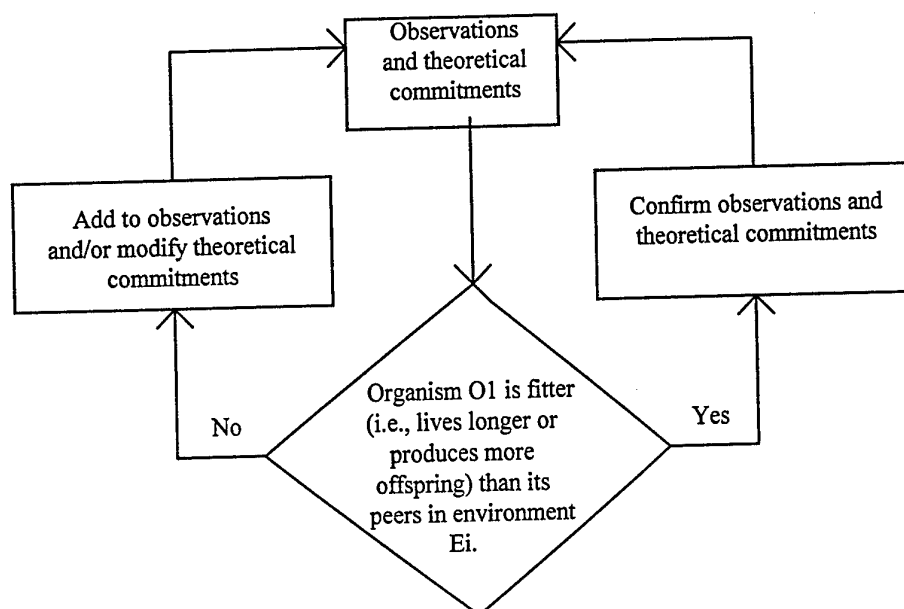 Observations
and theoretical
commitments
Add to observations
and/or modify theoretical
commitments
Confirm observations and
theoretical commitments
No
Organism O1 is fitter
(i.e., lives longer or
produces more
offspring) than its
peers in environment
Ei.
Yes